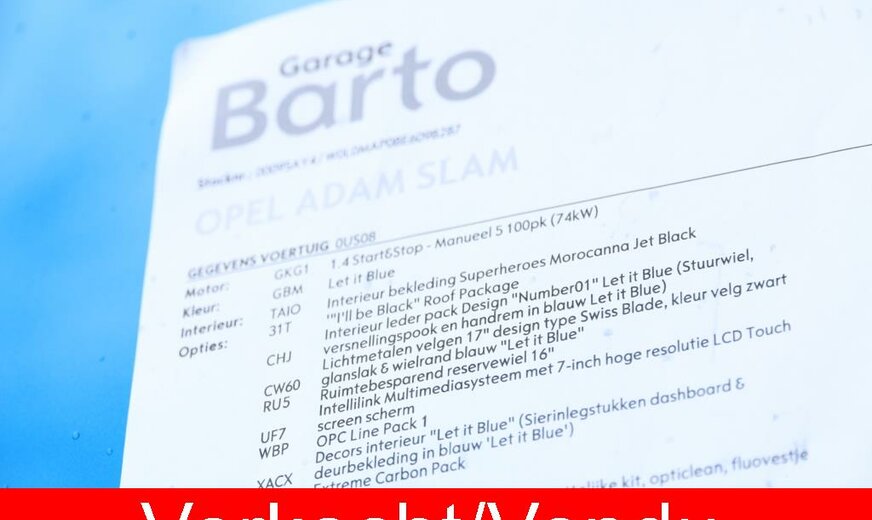 Garage
Barto
OPEL ADAM SLAM
GEGEVENS VOERTUIG 0US08
Motor: GKG1 1.4 Start&Stop - Manueel 5 100pk (74kW)
Kleur: GBM Let it Blue
Interieur: TAIO Interieur bekleding Superheroes Morocanna Jet Black
Opties: 31T '"I'll be Black" Roof Package
Interieur leder pack Design "Number01" Let it Blue (Stuurwiel,
versnellingspook en handrem in blauw Let it Blue)
CHJ Lichtmetalen velgen 17" design type Swiss Blade, kleur velg zwart
glanslak & wielrand blauw "Let it Blue"
CW60 Ruimtebesparend reservewiel 16"
RU5 Intellilink Multimediasysteem met 7-inch hoge resolutie LCD Touch
screen scherm
UF7 OPC Line Pack 1
WBP Decors interieur "Let it Blue" (Sierinlegstukken dashboard &
deurbekleding in blauw 'Let it Blue')
XACX Extreme Carbon Pack
kit, opticlean, fluovestje
Verkocht/Vendu